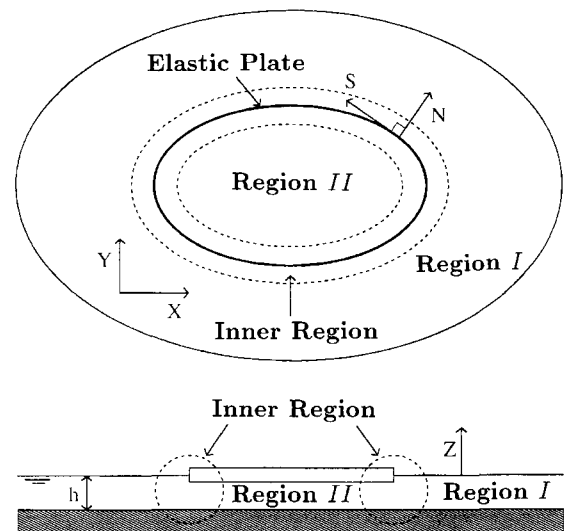 Elastic Plate
S
N
Region II
Y
X
Region I
Inner Region
Inner Region
Z
h
Region II
Region I